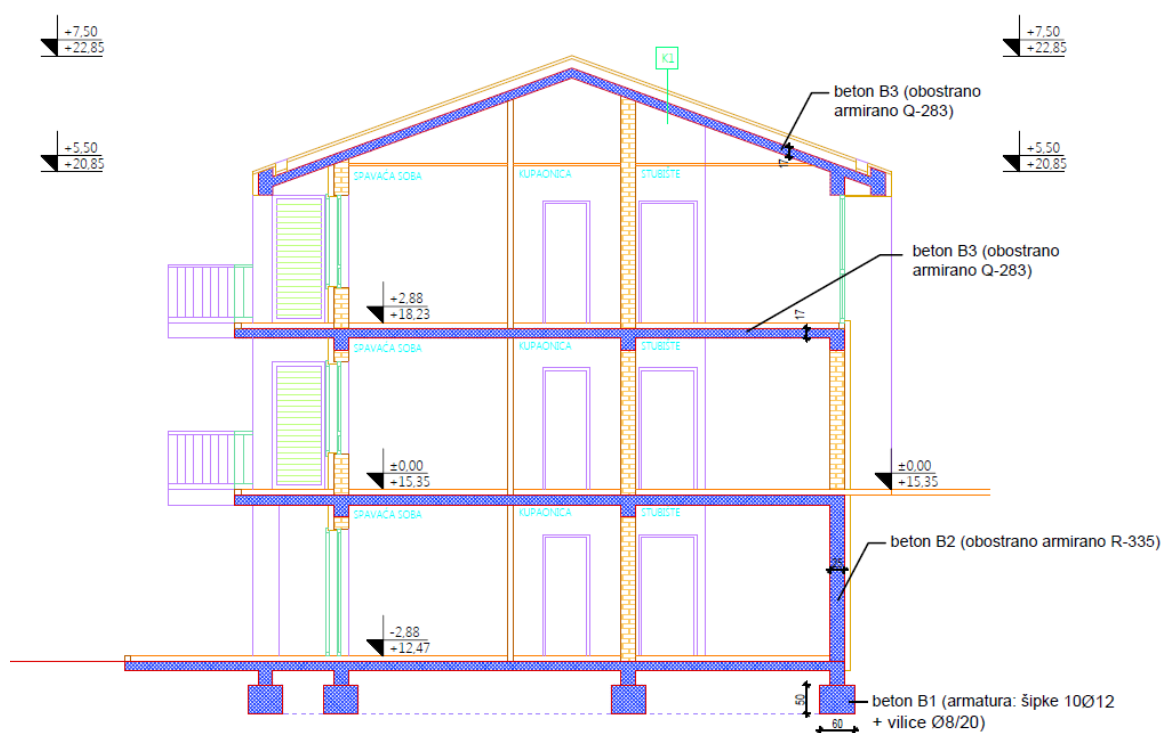 +7,50
+22,85
+7,50
+22,85
K1
beton B3 (obostrano
armirano Q-283)
+5,50
+20,85
+5,50
+20,85
17
SPAVAĆA SOBA
KUPAONICA
STUBIŠTE
beton B3 (obostrano
armirano Q-283)
+2,88
+18,23
17
SPAVAĆA SOBA
KUPAONICA
STUBIŠTE
±0,00
+15,35
±0,00
+15,35
SPAVAĆA SOBA
KUPAONICA
STUBIŠTE
beton B2 (obostrano armirano R-335)
-2,88
+12,47
50
beton B1 (armatura: šipke 10Ø12
+ vilice Ø8/20)
60